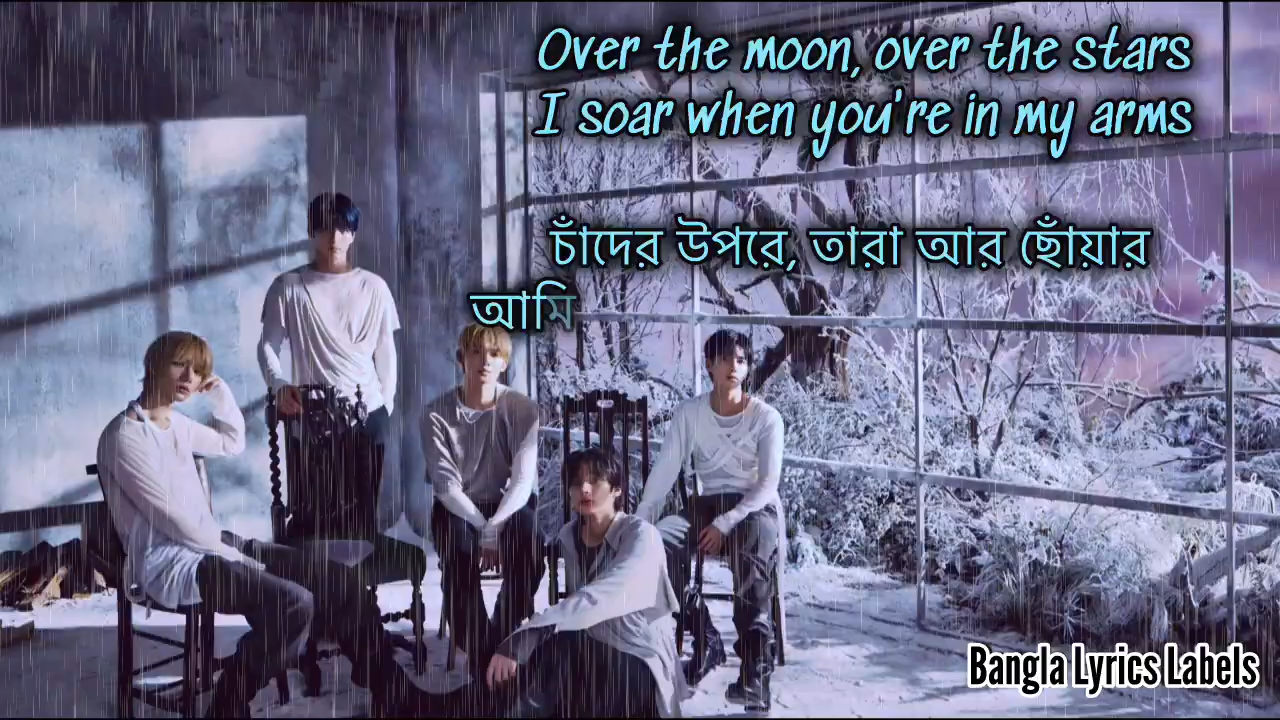 Over the moon, over the stars
I soar when you're in my arms
চাঁদের উপরে, তারা আর ছোঁয়ার
আমি
Bangla Lyrics Labels